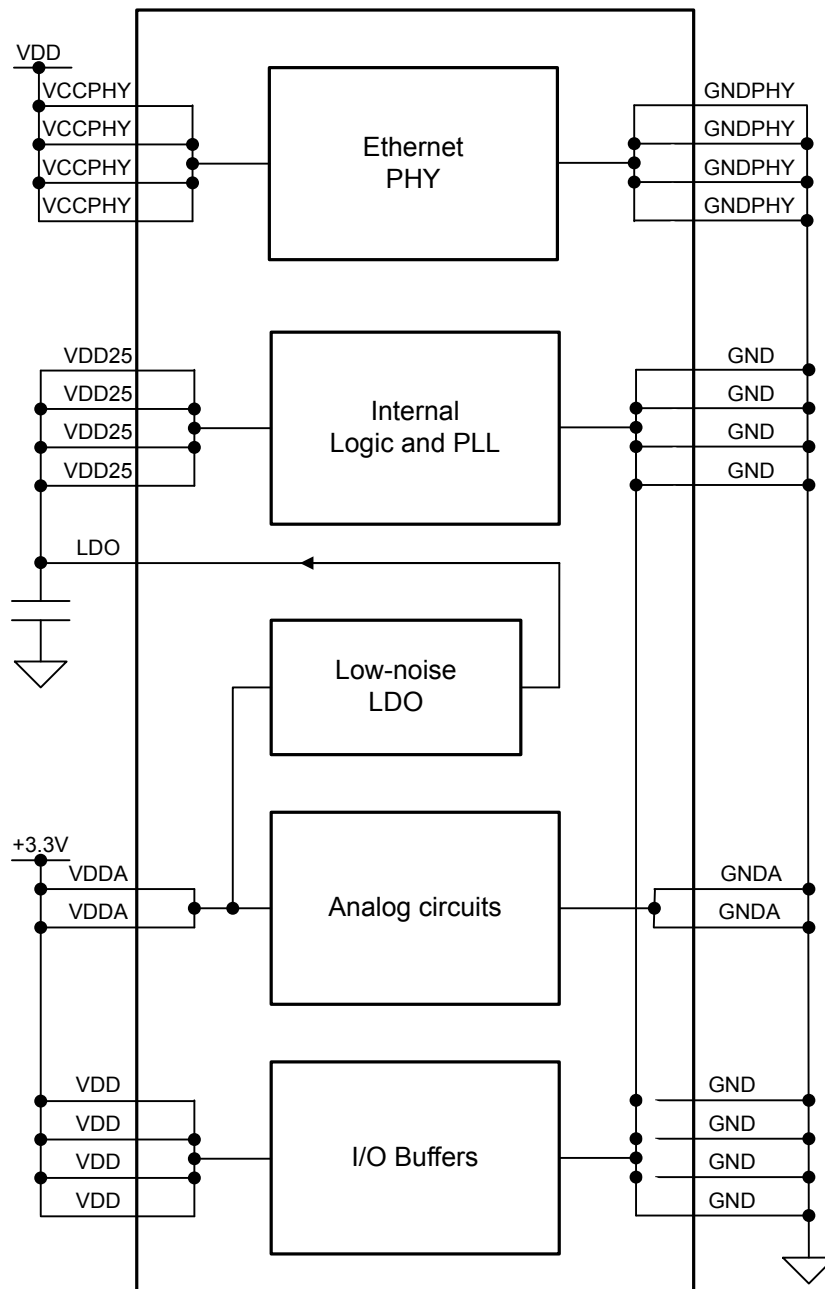 VDD
VCCPHY
VCCPHY
VCCPHY
VCCPHY
Ethernet
PHY
GNDPHY
GNDPHY
GNDPHY
GNDPHY
VDD25
VDD25
VDD25
VDD25
Internal
Logic and PLL
GND
GND
GND
GND
LDO
Low-noise
LDO
+3.3V
VDDA
VDDA
Analog circuits
GNDA
GNDA
VDD
VDD
VDD
VDD
I/O Buffers
GND
GND
GND
GND